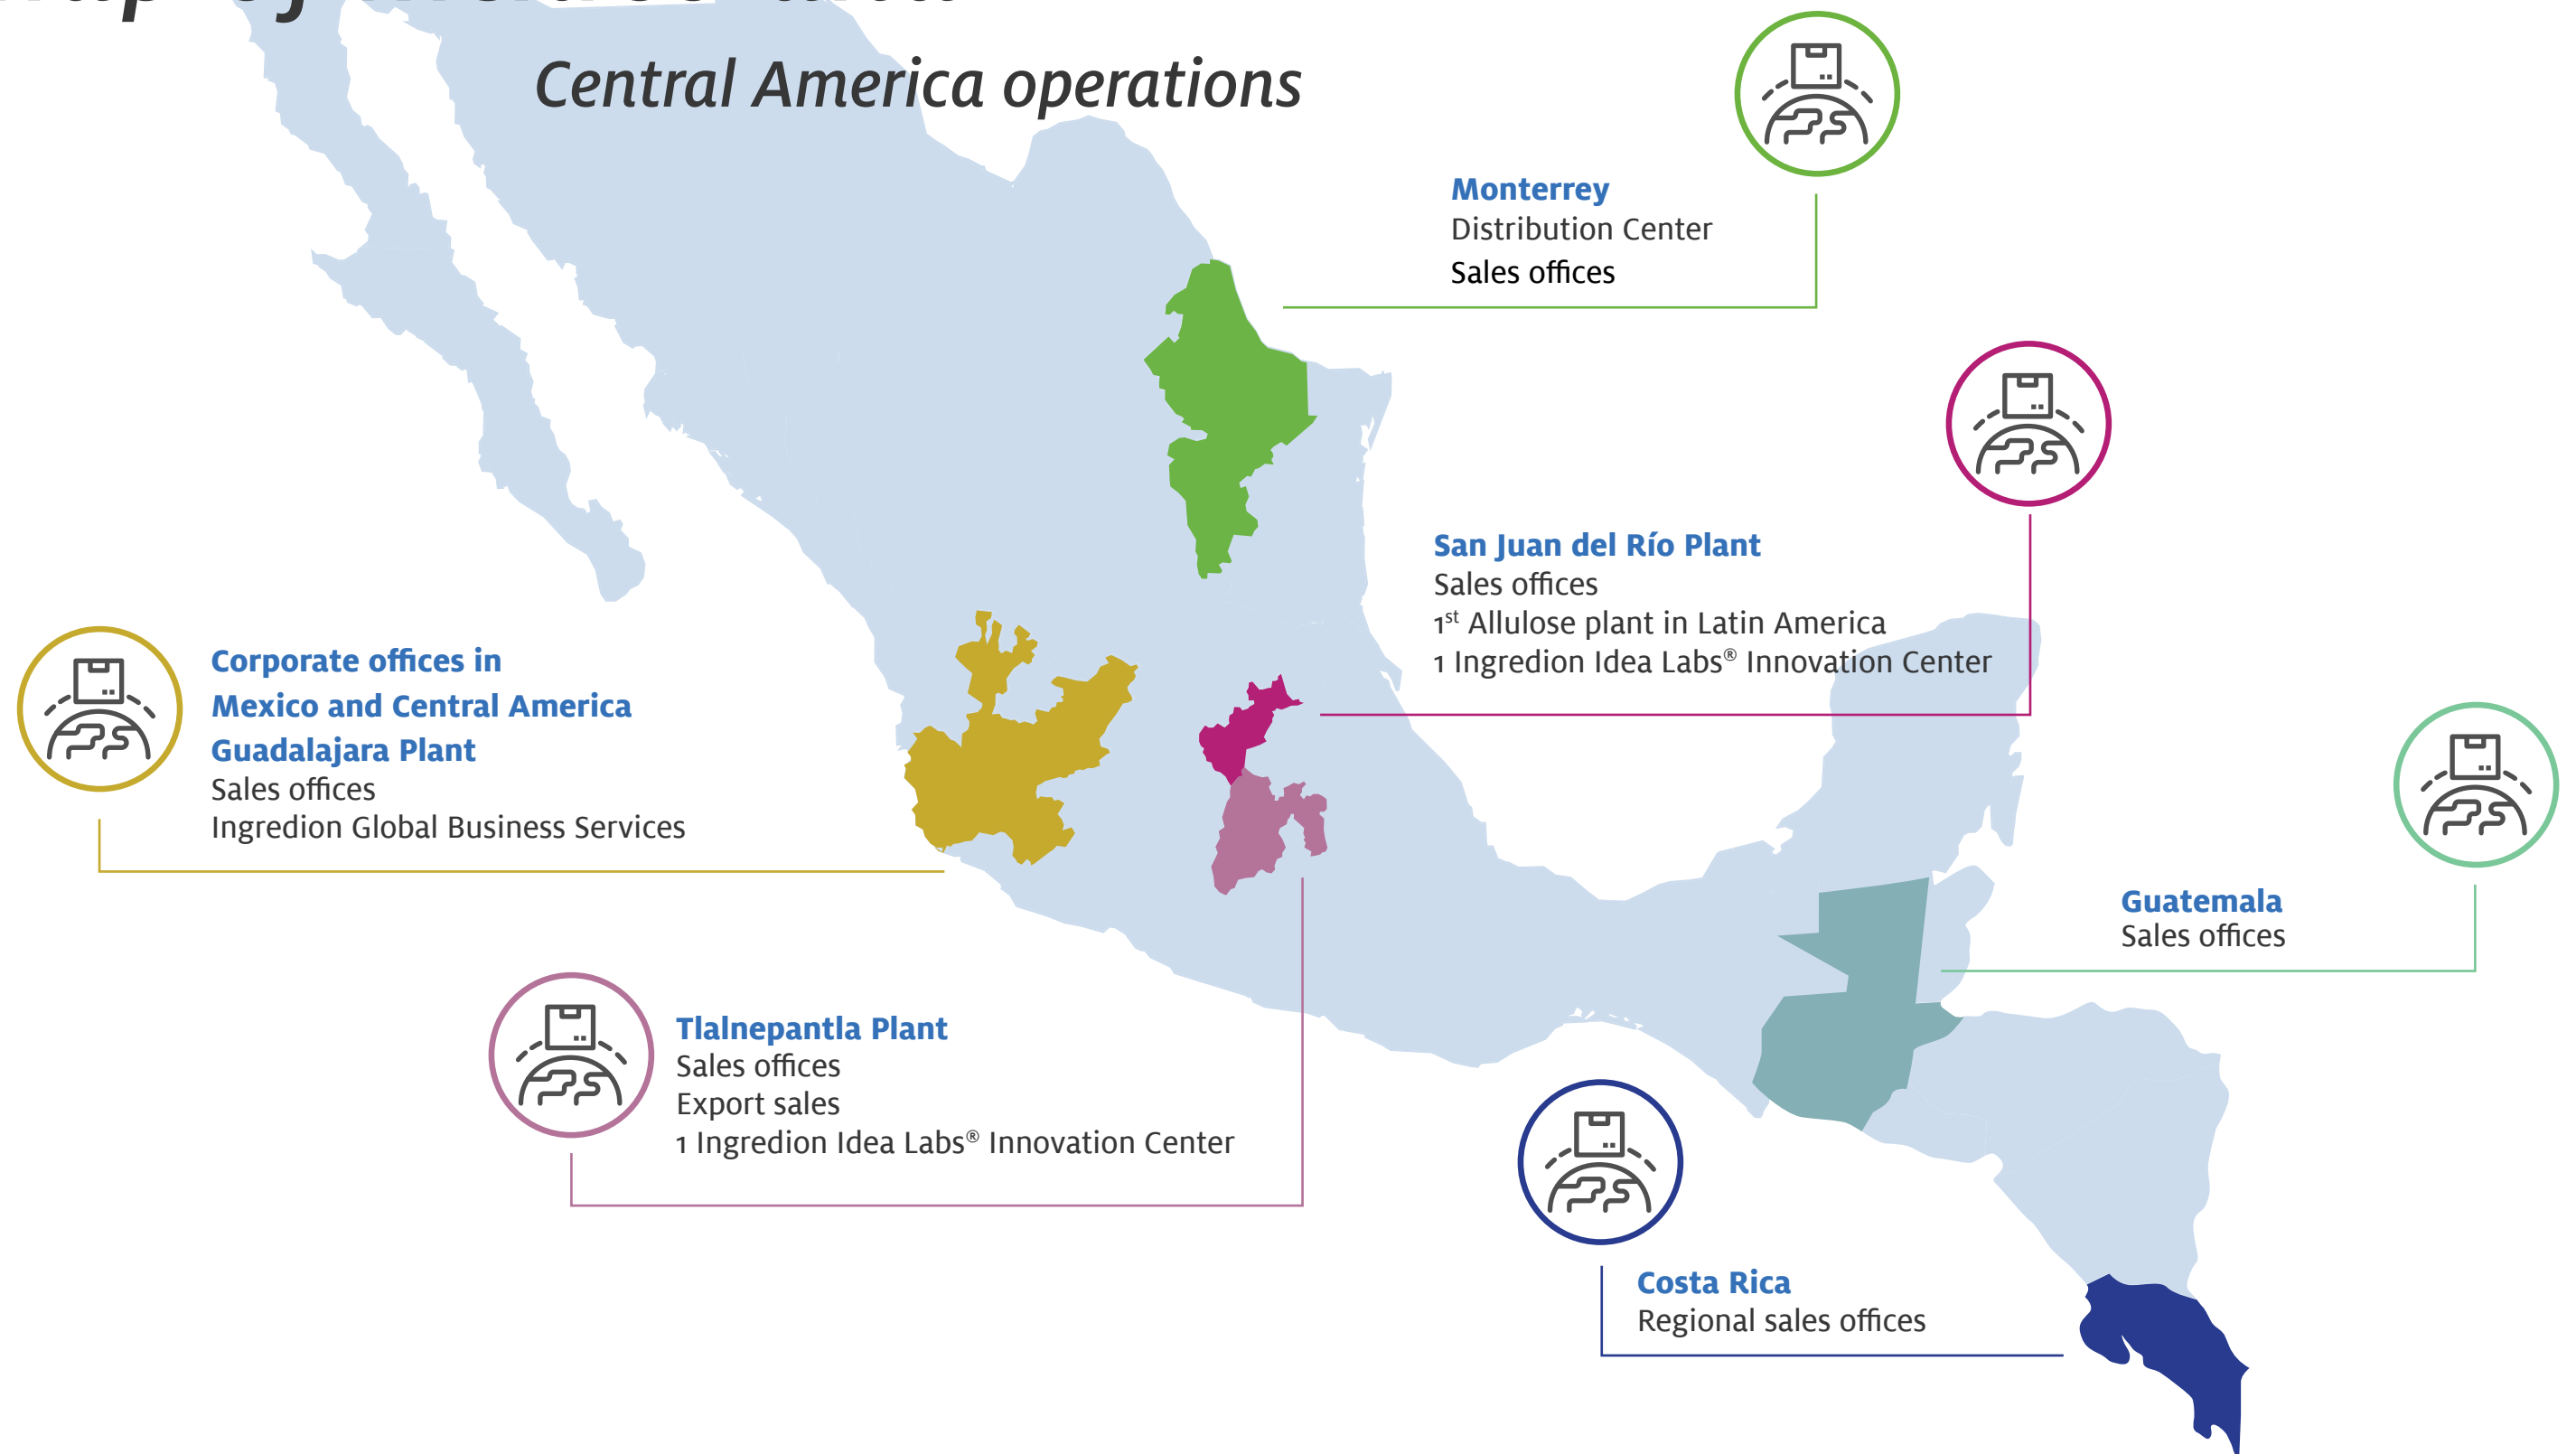 Central America operations
Monterrey
Distribution Center
Sales offices
San Juan del Río Plant
Sales offices
1st Allulose plant in Latin America
1 Ingredion Idea Labs® Innovation Center
Corporate offices in
Mexico and Central America
Guadalajara Plant
Sales offices
Ingredion Global Business Services
Guatemala
Sales offices
Tlalnepantla Plant
Sales offices
Export sales
1 Ingredion Idea Labs® Innovation Center
Costa Rica
Regional sales offices